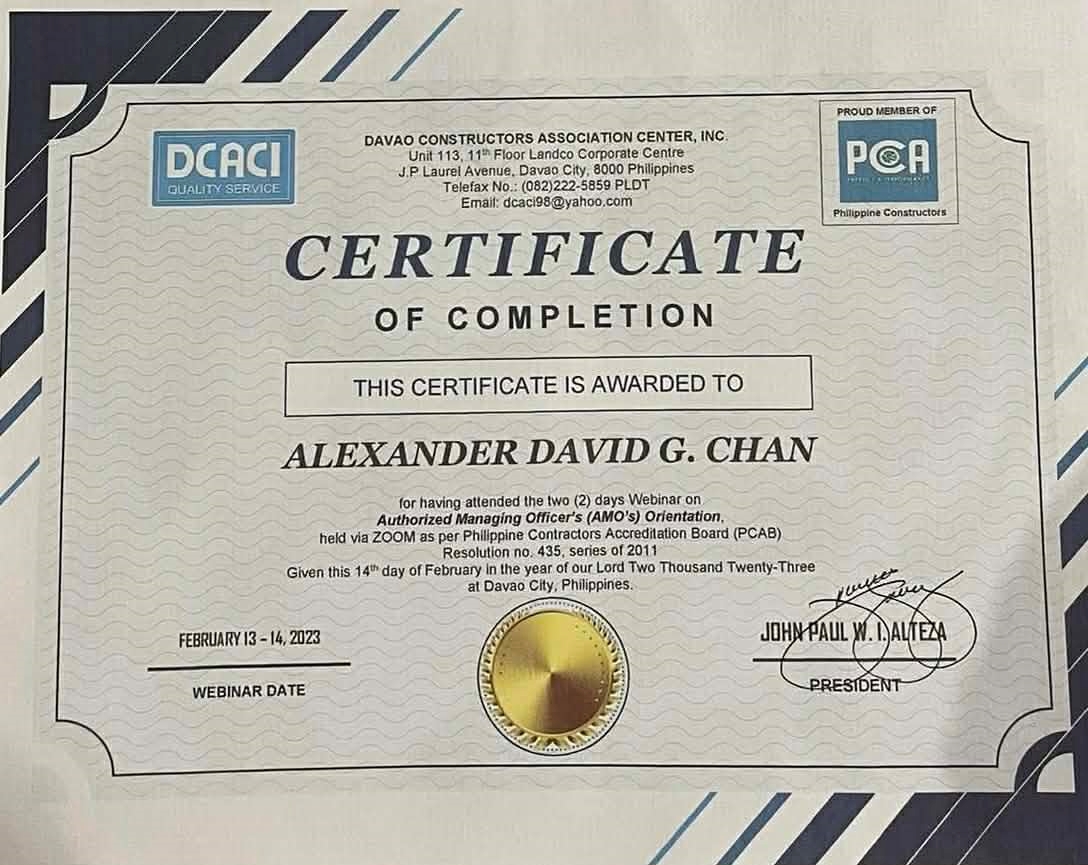 DCACI
QUALITY SERVICE
DAVAO CONSTRUCTORS ASSOCIATION CENTER, INC.
Unit 113, 11th Floor Landco Corporate Centre
J.P Laurel Avenue, Davao City, 8000 Philippines
Telefax No.: (082)222-5859 PLDT
Email: dcaci98@yahoo.com
PROUD MEMBER OF
PCA
Philippine Constructors
CERTIFICATE
OF COMPLETION
THIS CERTIFICATE IS AWARDED TO
ALEXANDER DAVID G. CHAN
for having attended the two (2) days Webinar on
Authorized Managing Officer's (AMO's) Orientation,
held via ZOOM as per Philippine Contractors Accreditation Board (PCAB)
Resolution no. 435, series of 2011
Given this 14th day of February in the year of our Lord Two Thousand Twenty-Three
at Davao City, Philippines.
FEBRUARY 13 – 14, 2023
WEBINAR DATE
JOHN PAUL W. I. ALTEZA
PRESIDENT